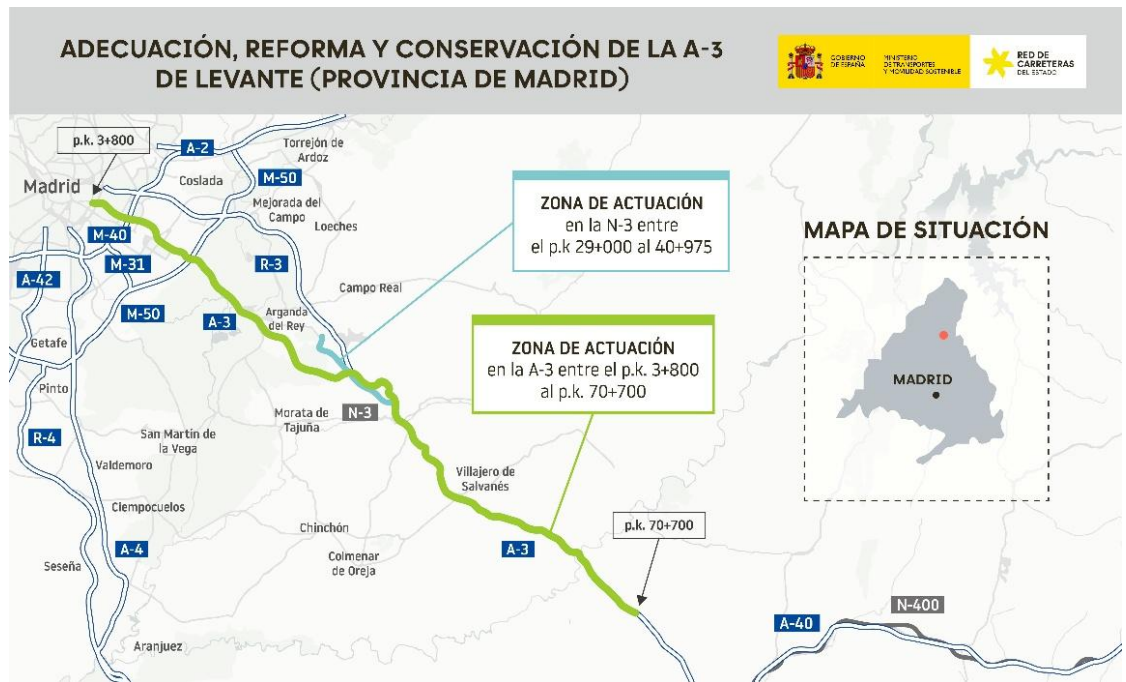 ADECUACIÓN, REFORMA Y CONSERVACIÓN DE LA A-3
DE LEVANTE (PROVINCIA DE MADRID)
GOBIERNO
DE ESPAÑA
MINISTERIO
DE TRANSPORTES
Y MOVILIDAD SOSTENIBLE
RED DE
CARRETERAS
DEL ESTADO
p.k. 3+800
A-2
Torrejón de
Ardoz
Madrid
Coslada
M-50
Mejorada del
Campo
Loeches
M-40
M-31
R-3
A-42
M-50
A-3
Campo Real
Arganda
del Rey
Getafe
Pinto
N-3
Morata de
Tajuña
San Martín de
la Vega
R-4
Valdemoro
Villajero de
Salvanés
Ciempocuelos
Chinchón
Colmenar
de Oreja
A-3
A-4
Seseña
Aranjuez
ZONA DE ACTUACIÓN
en la N-3 entre
el p.k 29+000 al 40+975
ZONA DE ACTUACIÓN
en la A-3 entre el p.k. 3+800
al p.k. 70+700
p.k. 70+700
MAPA DE SITUACIÓN
MADRID
A-40
N-400